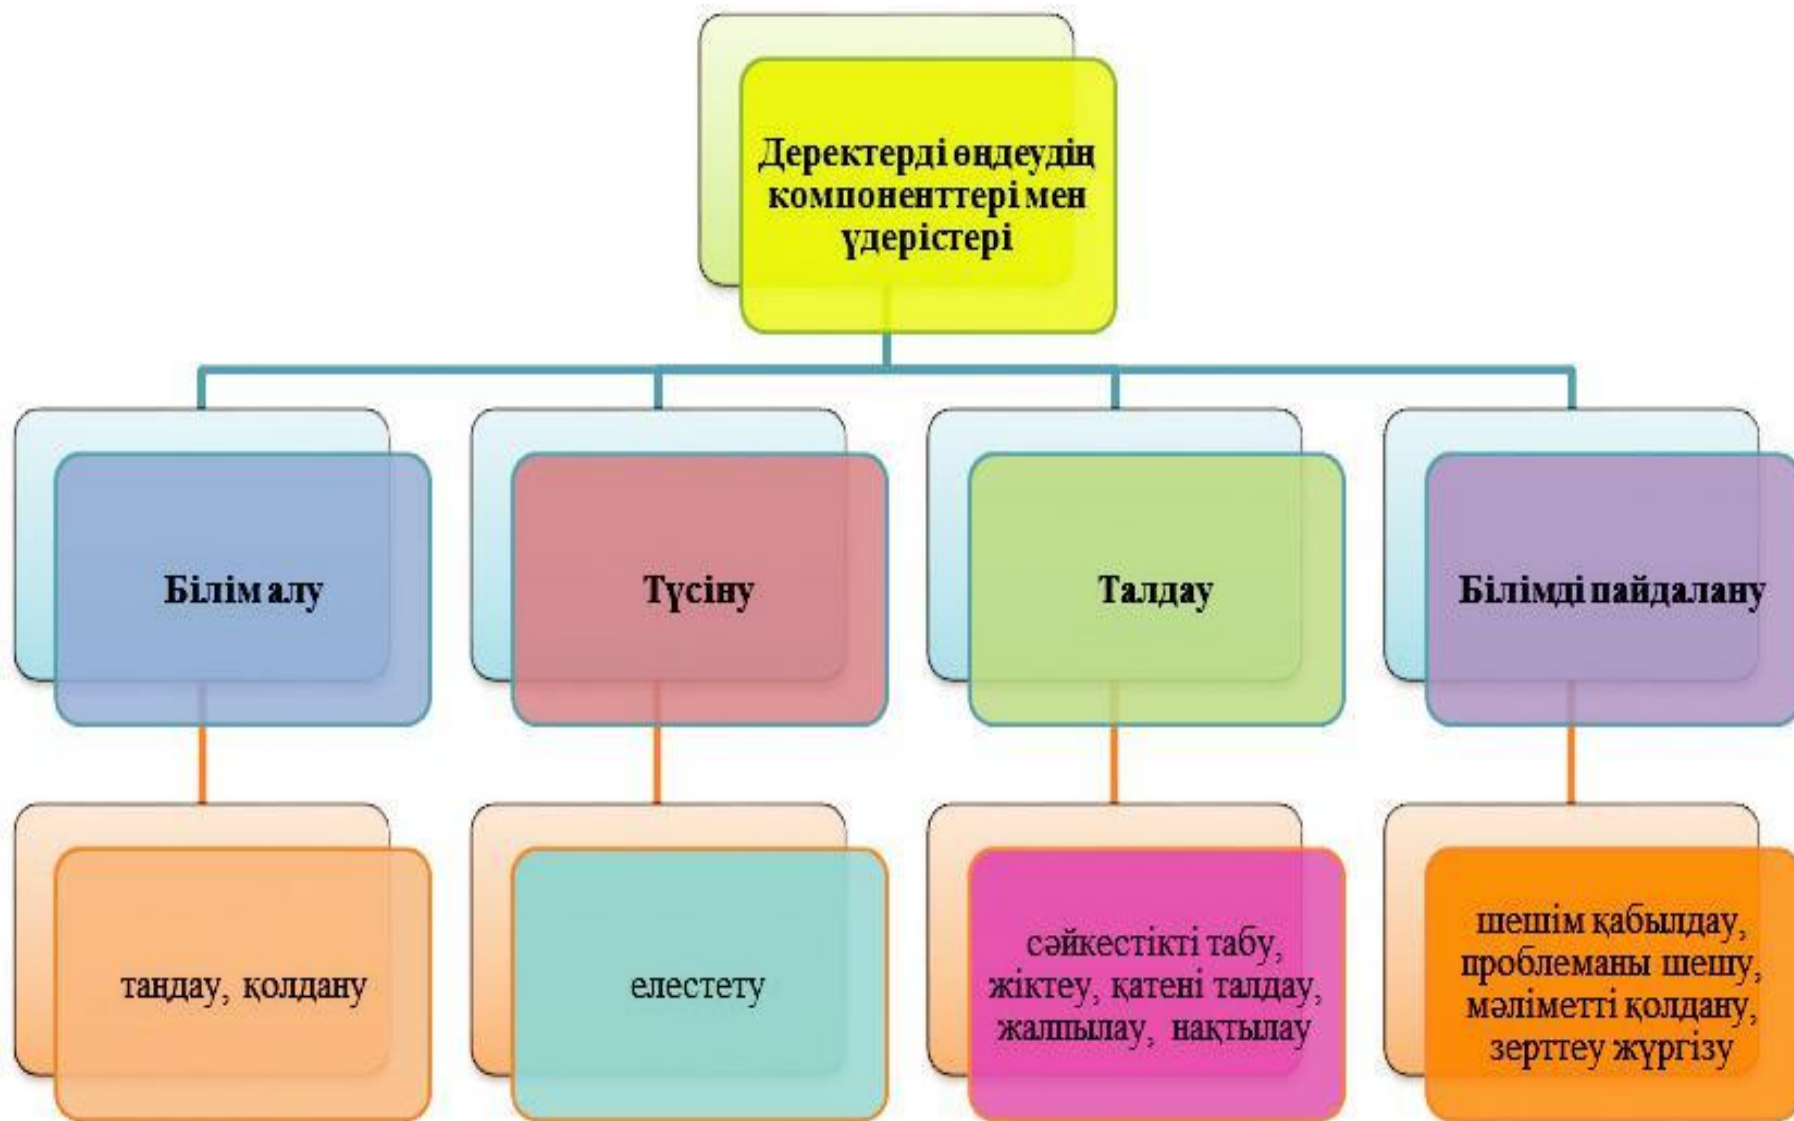 Деректерді өңдеудің
компоненттері мен
үдерістері
Білім алу
Түсіну
Талдау
Білімді пайдалану
таңдау, қолдану
елестету
сәйкестікті табу,
жіктеу, қатені талдау,
жалпылау, нақтылау
шешім қабылдау,
проблеманы шешу,
мәліметті қолдану,
зерттеу жүргізу